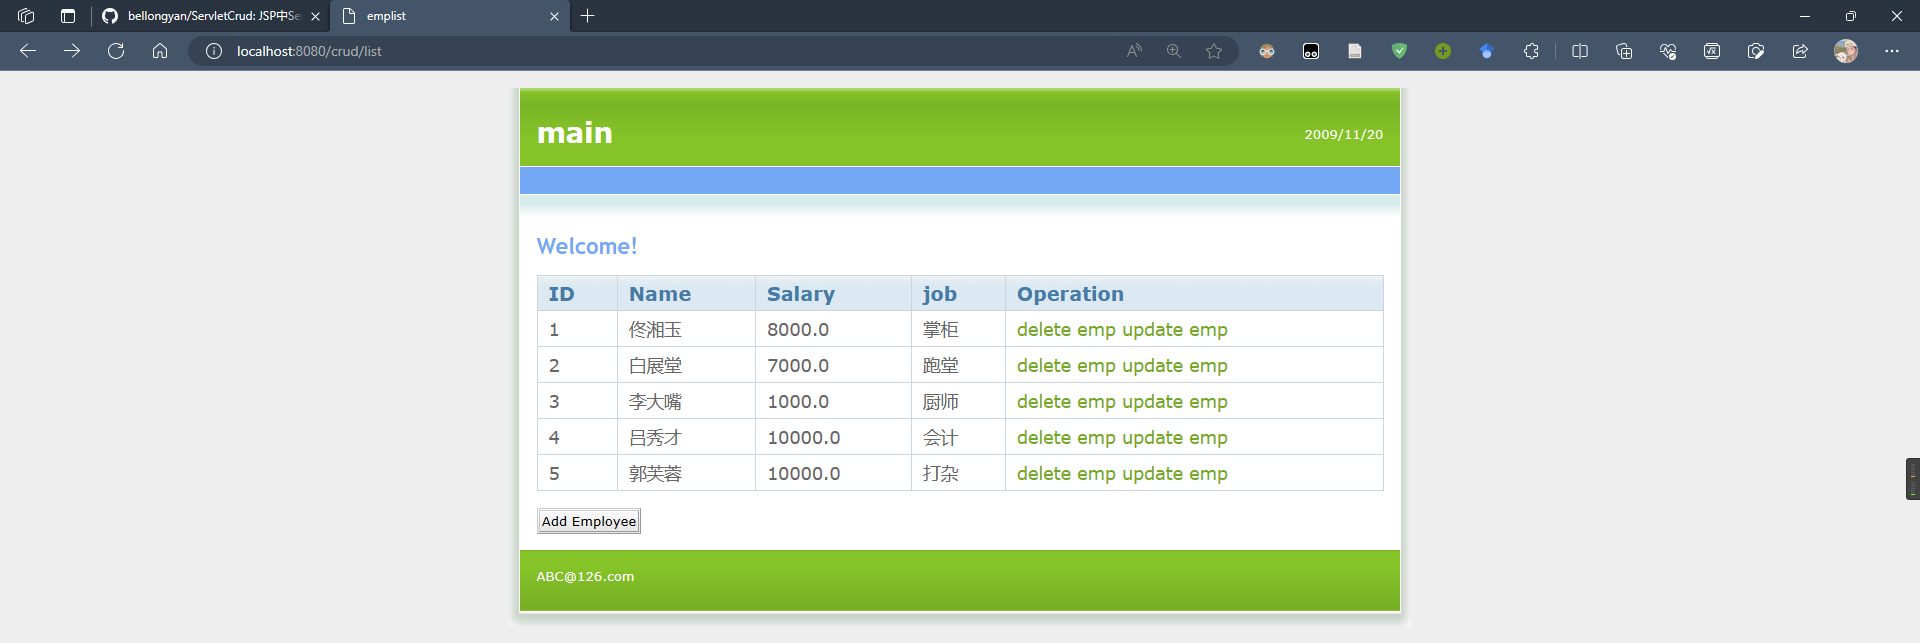 bellongyan/ServletCrud: JSP中Se
emplist
localhost:8080/crud/list
main
2009/11/20
Welcome!
ID Name Salary job Operation
1 佟湘玉 8000.0 掌柜 delete emp update emp
2 白展堂 7000.0 跑堂 delete emp update emp
3 李大嘴 1000.0 厨师 delete emp update emp
4 吕秀才 10000.0 会计 delete emp update emp
5 郭芙蓉 10000.0 打杂 delete emp update emp
Add Employee
ABC@126.com